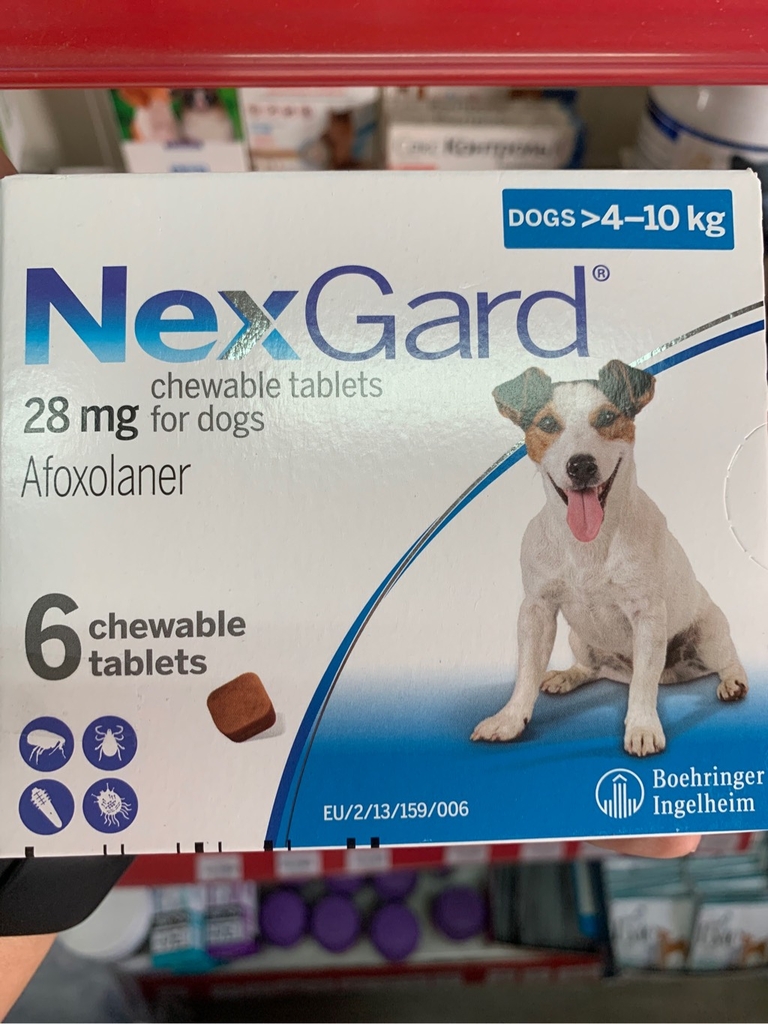 DOGS >4–10 kg
NexGard®
28 mg chewable tablets
for dogs
Afoxolaner
6 chewable
tablets
EU/2/13/159/006
Boehringer
Ingelheim